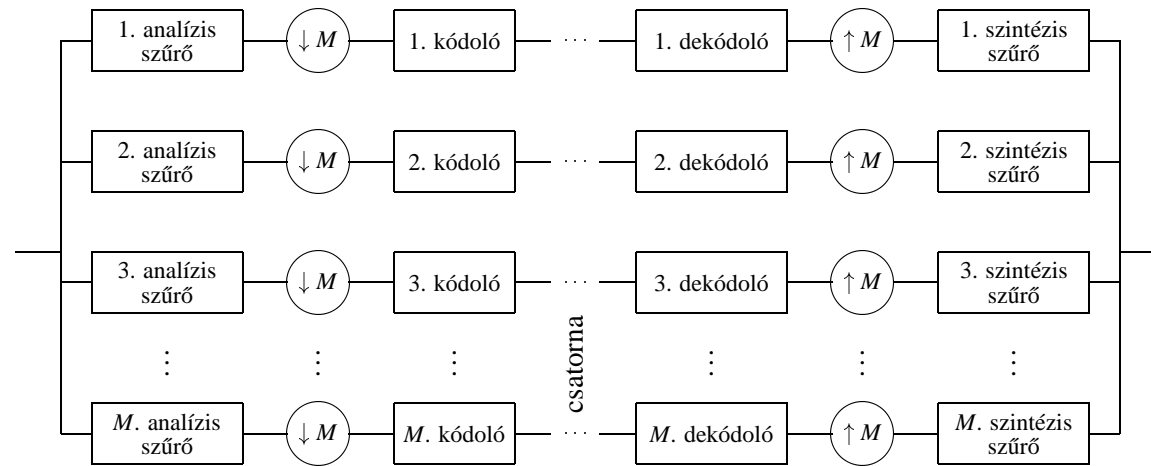 1. analízis szűrő ↓ M 1. kódoló ··· 1. dekódoló ↑ M 1. szintézis szűrő
2. analízis szűrő ↓ M 2. kódoló ··· 2. dekódoló ↑ M 2. szintézis szűrő
3. analízis szűrő ↓ M 3. kódoló ··· 3. dekódoló ↑ M 3. szintézis szűrő
csatorna
M. analízis szűrő ↓ M M. kódoló ··· M. dekódoló ↑ M M. szintézis szűrő